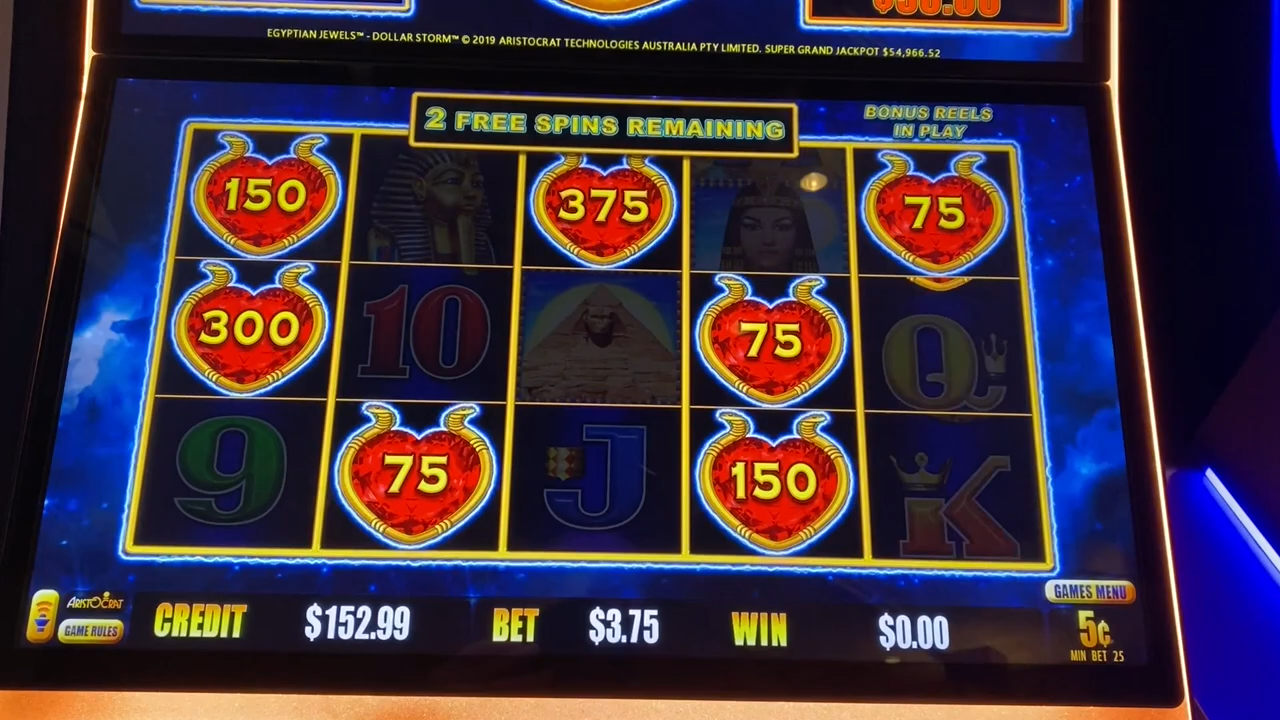 $50.00
EGYPTIAN JEWELS™ - DOLLAR STORM™ © 2019 ARISTOCRAT TECHNOLOGIES AUSTRALIA PTY LIMITED. SUPER GRAND JACKPOT $54,966.52
2 FREE SPINS REMAINING
BONUS REELS
IN PLAY
150
375
75
300
10
75
Q
9
75
J
150
K
GAMES MENU
ARISTOCRAT
GAME RULES
CREDIT
$152.99
BET
$3.75
WIN
$0.00
5¢
MIN BET 25